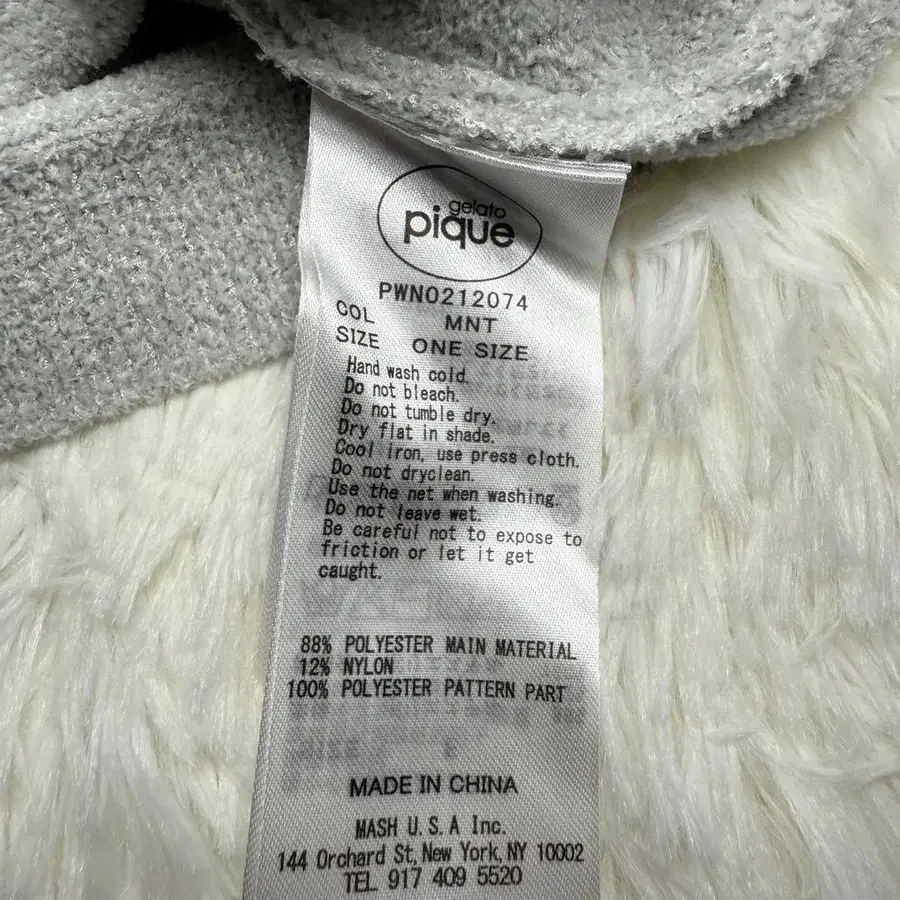 gelato
pique
PWNO212074
COL MNT
SIZE ONE SIZE
Hand wash cold.
Do not bleach.
Do not tumble dry.
Dry flat in shade.
Cool iron, use press cloth.
Do not dryclean.
Use the net when washing.
Do not leave wet.
Be careful not to expose to
friction or let it get
caught.
88% POLYESTER MAIN MATERIAL
12% NYLON
100% POLYESTER PATTERN PART
MADE IN CHINA
MASH U.S.A Inc.
144 Orchard St, New York, NY 10002
TEL 917 409 5520